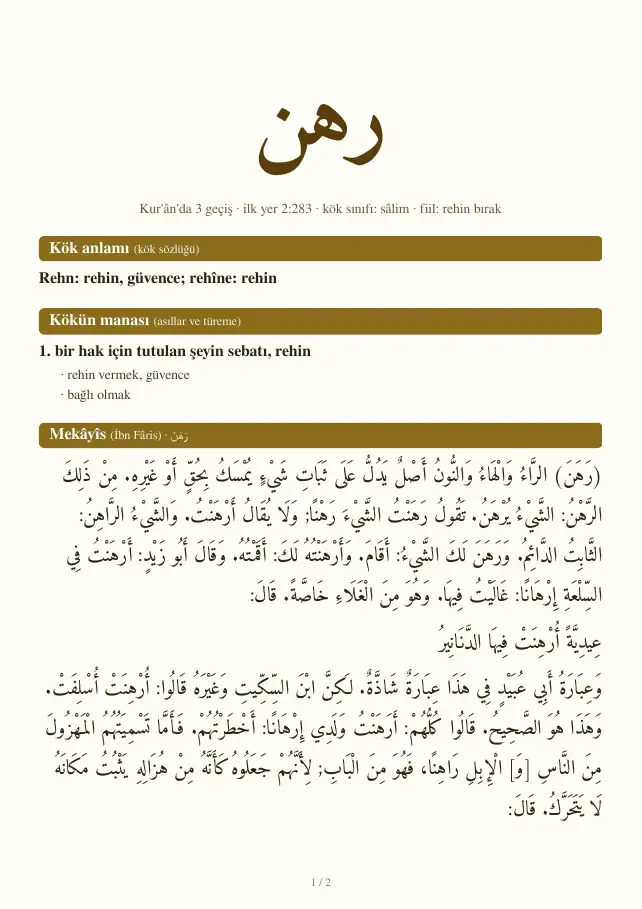 رهن
Kur'ân'da 3 geçiş · ilk yer 2:283 · kök sınıfı: sâlim · fiil: rehin bırak
Kök anlamı (kök sözlüğü)
Rehn: rehin, güvence; rehîne: rehin
Kökün manası (asıllar ve türeme)
1. bir hak için tutulan şeyin sebatı, rehin
· rehin vermek, güvence
· bağlı olmak
Mekâyîs (İbn Fâris) · رَهَنَ
(رَهَنَ) الرَّاءُ وَالْهَاءُ وَالنُّونُ أَصْلٌ يَدُلُّ عَلَى ثَبَاتِ شَيْءٍ يُمْسَكُ بِحُقٍّ أَوْ غَيْرِهِ. مِنْ ذَلِكَ
الرَّهْنُ: الشَّيْءُ يُرْهَنُ. تَقُولُ رَهَنْتُ الشَّيْءَ رَهْنًا; وَلَا يُقَالُ أَرْهَنْتُ. وَالشَّيْءُ الرَّاهِنُ:
الثَّابِتُ الدَّائِمُ. وَرَهَنَ لَكَ الشَّيْءُ: أَقَامَ. وَأَرْهَنْتُهُ لَكَ: أَقَمْتُهُ. وَقَالَ أَبُو زَيْدٍ: أَرْهَنْتُ فِي
السِّلْعَةِ إِرْهَانًا: غَالَيْتُ فِيهَا. وَهُوَ مِنَ الْغَلَاءِ خَاصَّةً. قَالَ:
عِيدِيَّةً أُرْهِنَتْ فِيهَا الدَّنَانِيرُ
وَعِبَارَةُ أَبِي عُبَيْدٍ فِي هَذَا عِبَارَةٌ شَاذَّةٌ. لَكِنَّ ابْنَ السِّكِّيتِ وَغَيْرَهُ قَالُوا: أُرْهِنَتْ أُسْلِفَتْ.
وَهَذَا هُوَ الصَّحِيحُ. قَالُوا كُلُّهُمْ: أَرْهَنْتُ وَلَدِي إِرْهَانًا: أَخْطَرْتُهُمْ. فَأَمَّا تَسْمِيَتُهُمُ الْمَهْزُولَ
مِنَ النَّاسِ [وَ] الْإِبِلِ رَاهِنًا، فَهُوَ مِنَ الْبَابِ; لِأَنَّهُمْ جَعَلُوهُ كَأَنَّهُ مِنْ هُزَالِهِ يَثْبُتُ مَكَانَهُ
لَا يَتَحَرَّكُ. قَالَ:
1 / 2